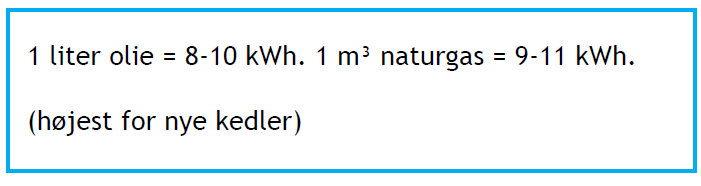 1 liter olie = 8-10 kWh. 1 m³ naturgas = 9-11 kWh.
(højest for nye kedler)